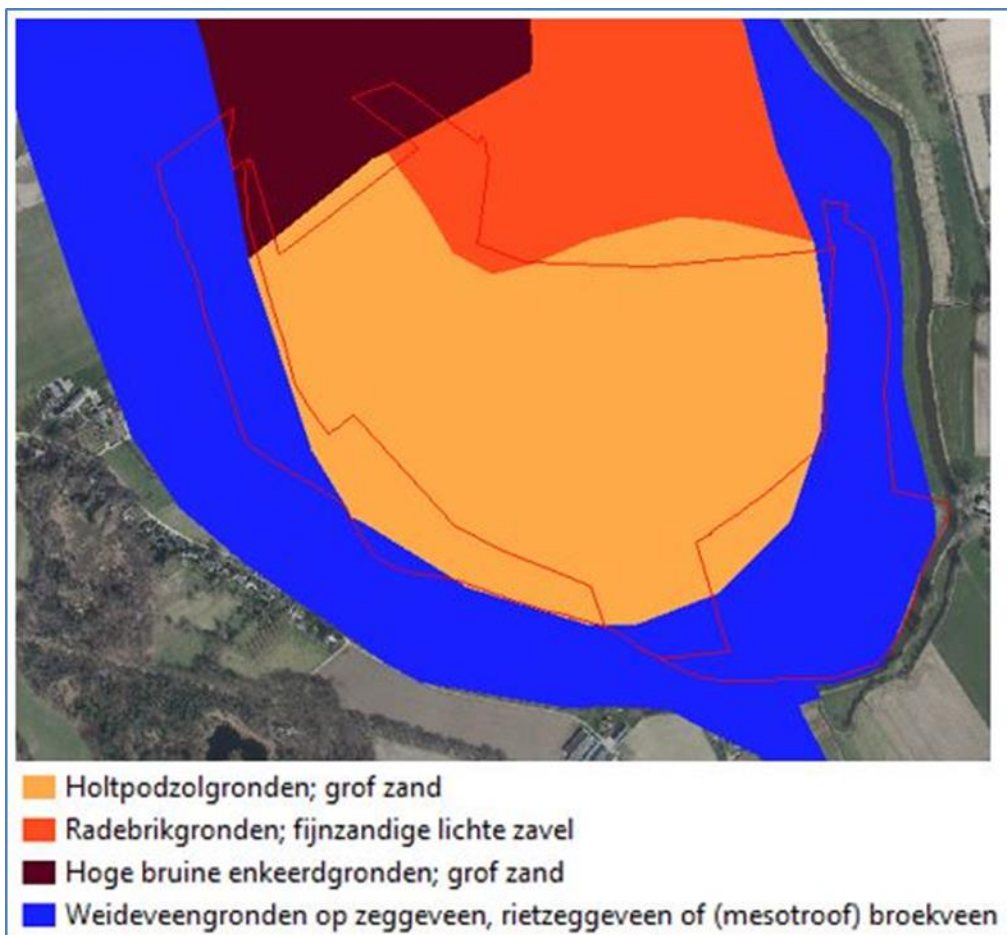 Holtpodzolgronden; grof zand
Radebrikgronden; fijnzandige lichte zavel
Hoge bruine enkeerdgronden; grof zand
Weideveengronden op zeggeveen, rietzeggeveen of (mesotroof) broekveen